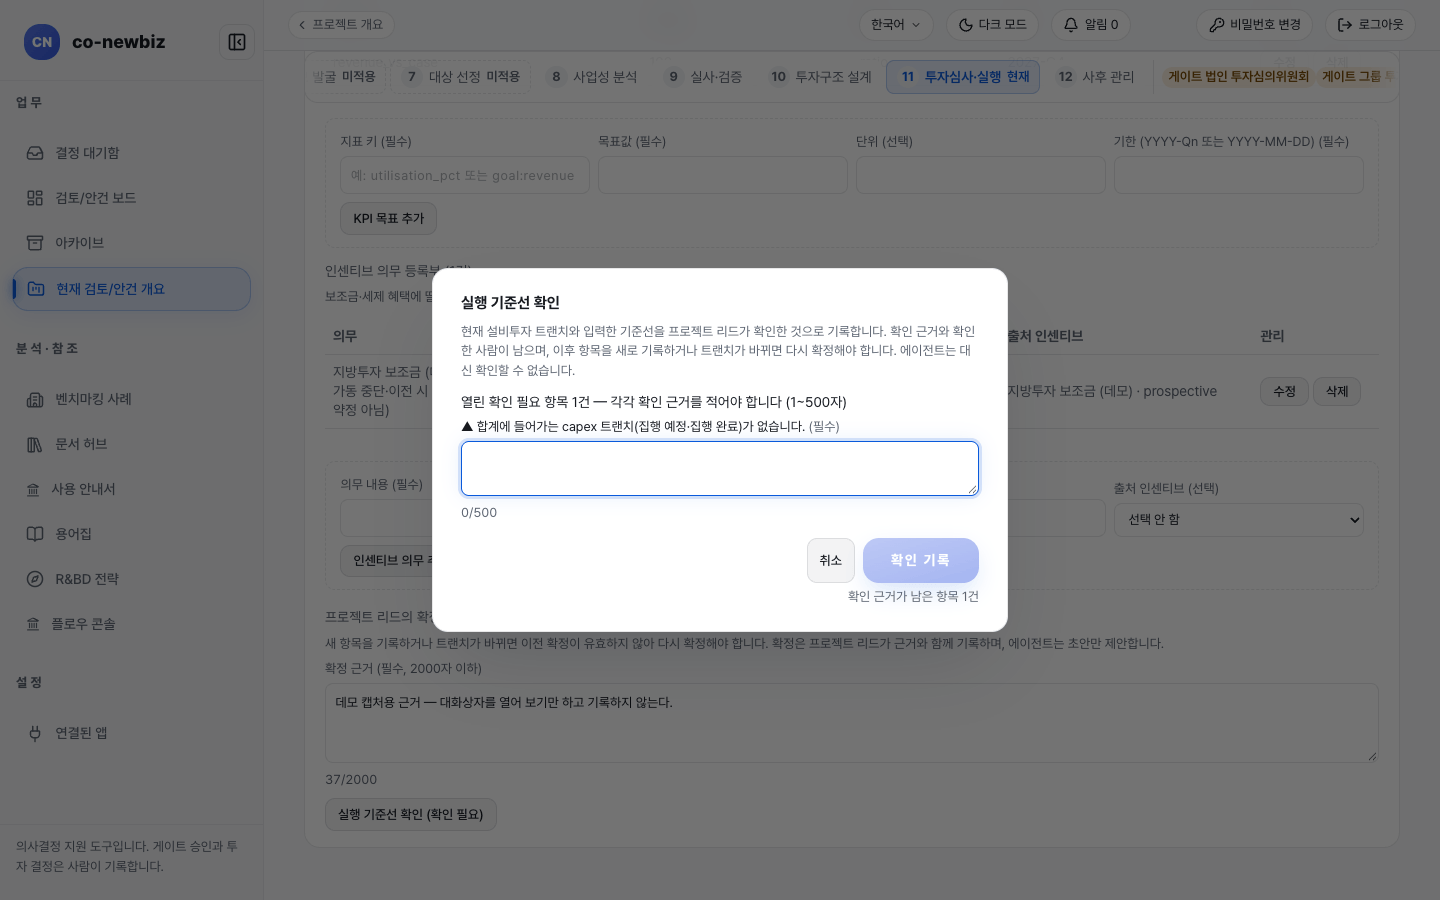 CN co-newbiz
프로젝트 개요
한국어
다크 모드
알림 0
비밀번호 변경
로그아웃
업무
결정 대기함
검토/안건 보드
아카이브
현재 검토/안건 개요
분석·참조
벤치마킹 사례
문서 허브
사용 안내서
용어집
R&BD 전략
플로우 콘솔
설정
연결된 앱
의사결정 지원 도구입니다. 게이트 승인과 투
자 결정은 사람이 기록합니다.
발굴 미적용
7 대상 선정 미적용
8 사업성 분석
9 실사·검증
10 투자구조 설계
11 투자심사·실행 현재
12 사후 관리
게이트 법인 투자심의위원회
게이트 그룹
지표 키 (필수)
목표값 (필수)
단위 (선택)
기한 (YYYY-Qn 또는 YYYY-MM-DD) (필수)
예: utilisation_pct 또는 goal:revenue
KPI 목표 추가
인센티브 의무 등록부
보조금·세제 혜택에
의무
출처 인센티브
관리
지방투자 보조금
가동 중단·이전 시
약정 아님)
지방투자 보조금 (데모) · prospective
수정
삭제
의무 내용 (필수)
출처 인센티브 (선택)
선택 안 함
인센티브 의무
실행 기준선 확인
현재 설비투자 트랜치와 입력한 기준선을 프로젝트 리드가 확인한 것으로 기록합니다. 확인 근거와 확인
한 사람이 남으며, 이후 항목을 새로 기록하거나 트랜치가 바뀌면 다시 확정해야 합니다. 에이전트는 대
신 확인할 수 없습니다.
열린 확인 필요 항목 1건 — 각각 확인 근거를 적어야 합니다 (1~500자)
▲ 합계에 들어가는 capex 트랜치(집행 예정·집행 완료)가 없습니다. (필수)
0/500
취소
확인 기록
확인 근거가 남은 항목 1건
프로젝트 리드의
새 항목을 기록하거나 트랜치가 바뀌면 이전 확정이 유효하지 않아 다시 확정해야 합니다. 확정은 프로젝트 리드가 근거와 함께 기록하며, 에이전트는 초안만 제안합니다.
확정 근거 (필수, 2000자 이하)
데모 캡처용 근거 — 대화상자를 열어 보기만 하고 기록하지 않는다.
37/2000
실행 기준선 확인 (확인 필요)